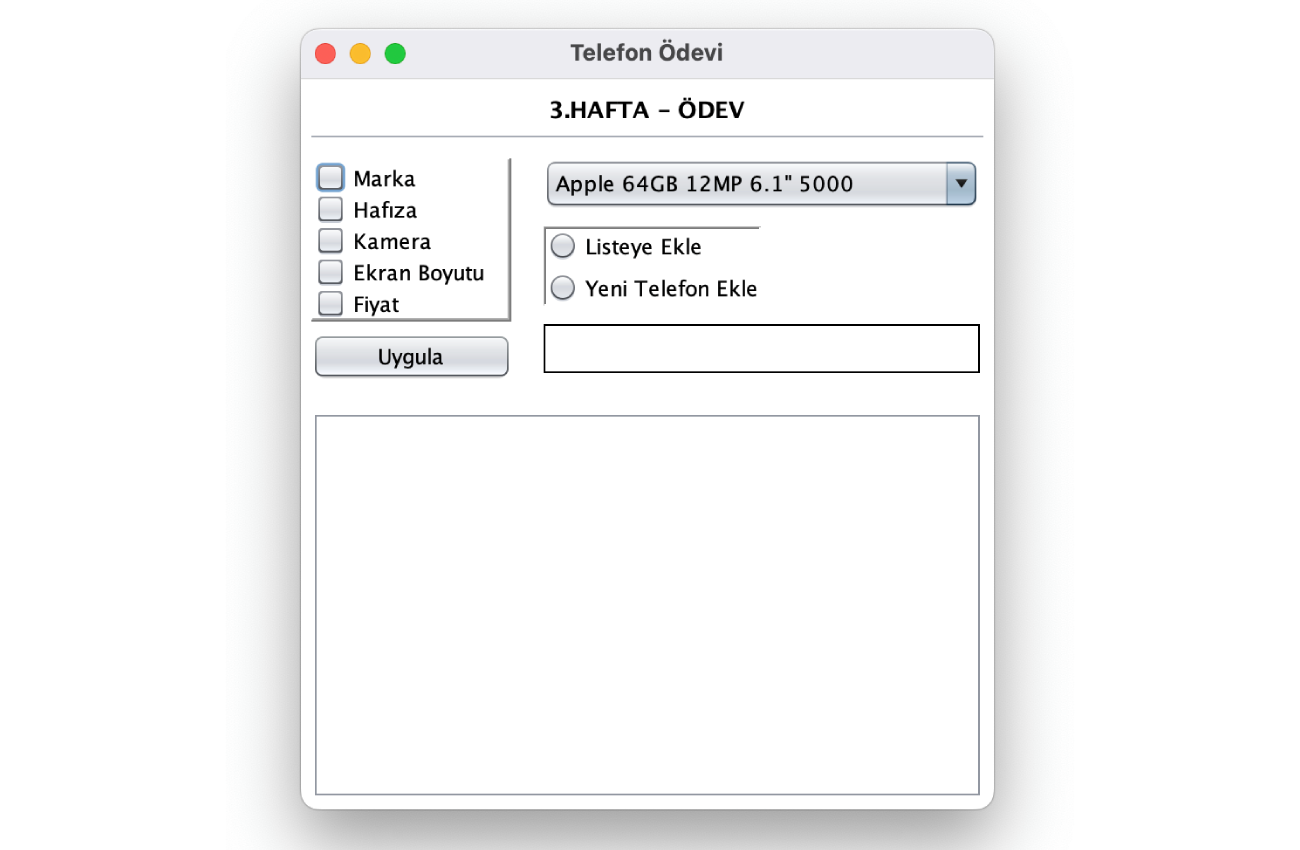 Telefon Ödevi
3.HAFTA – ÖDEV
Marka
Hafıza
Kamera
Ekran Boyutu
Fiyat
Uygula
Apple 64GB 12MP 6.1" 5000
Listeye Ekle
Yeni Telefon Ekle